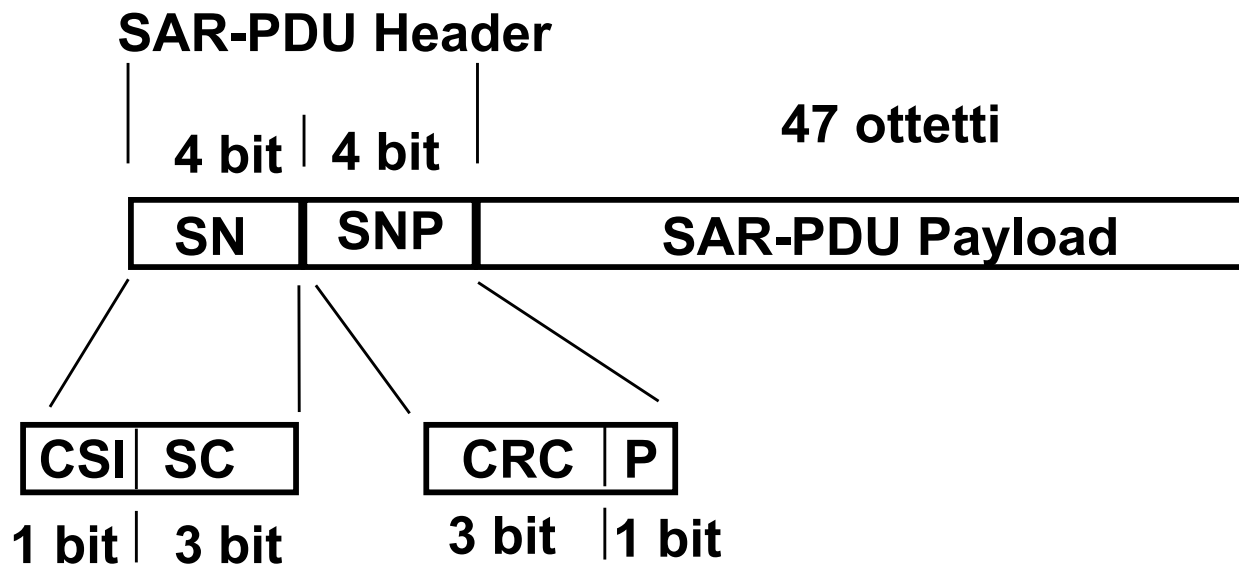 SAR-PDU Header
47 ottetti
4 bit 4 bit
SN SNP SAR-PDU Payload
CSI SC CRC P
1 bit 3 bit 3 bit 1 bit